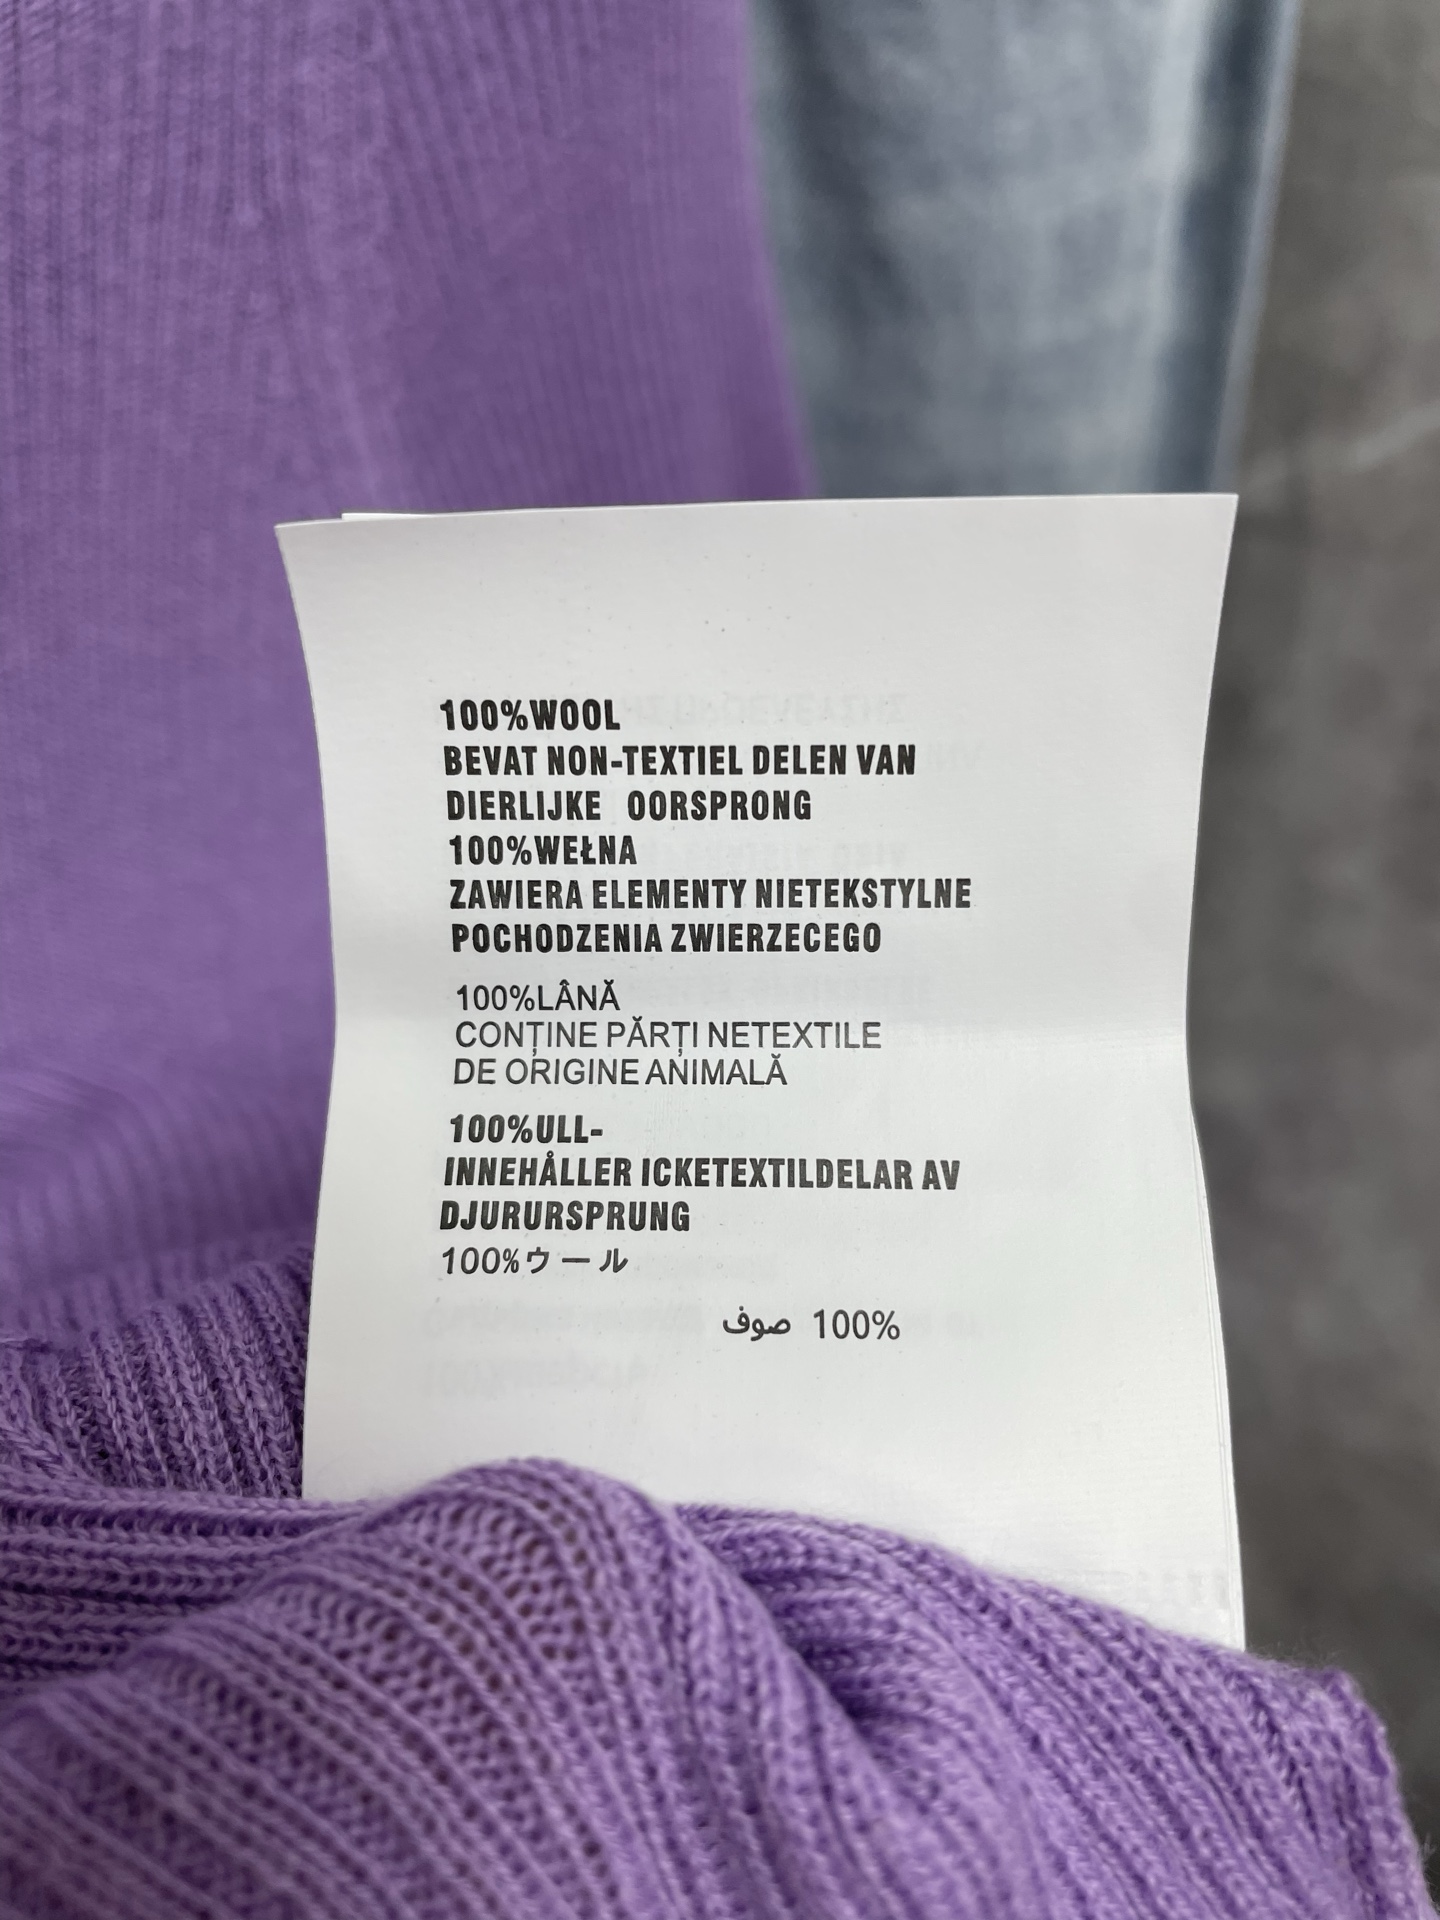 100%WOOL
BEVAT NON-TEXTIEL DELEN VAN
DIERLIJKE OORSPRONG
100%WEŁNA
ZAWIERA ELEMENTY NIETEKSTYLNE
POCHODZENIA ZWIERZECEGO
100%LÂNĂ
CONȚINE PĂRȚI NETEXTILE
DE ORIGINE ANIMALĂ
100%ULL-
INNEHÅLLER ICKETEXTILDELAR AV
DJURURSPRUNG
100%ウール
100% صوف